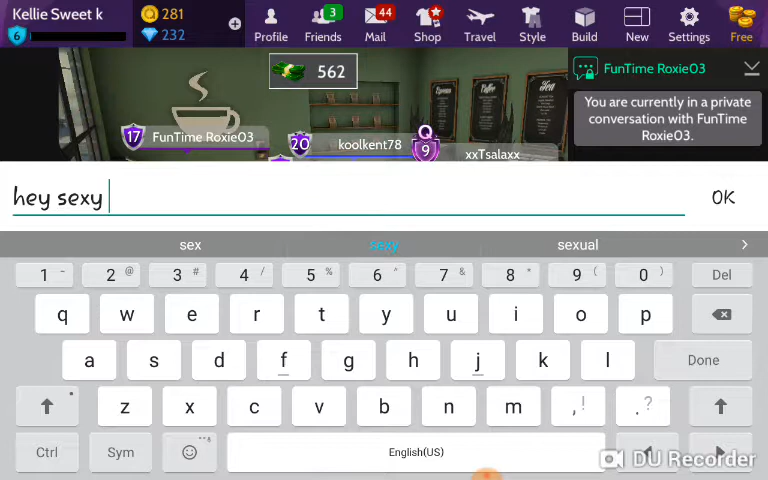 Kellie Sweet k
6
281
232
Profile
3
Friends
44
Mail
Shop
Travel
Style
Build
New
Settings
Free
562
FunTime Roxie03
You are currently in a private
conversation with FunTime
Roxie03.
Espresso Coffee Tea
17 FunTime Roxie03
20 koolkent78
Q
9 xxTsalaxx
hey sexy
OK
sex sexy sexual
1 - 2 @ 3 # 4 / 5 % 6 ^ 7 & 8 * 9 ( 0 ) Del
q w e r t y u i o p
a s d f g h j k l Done
z x c v b n m , ! . ?
Ctrl Sym English(US)
DU Recorder